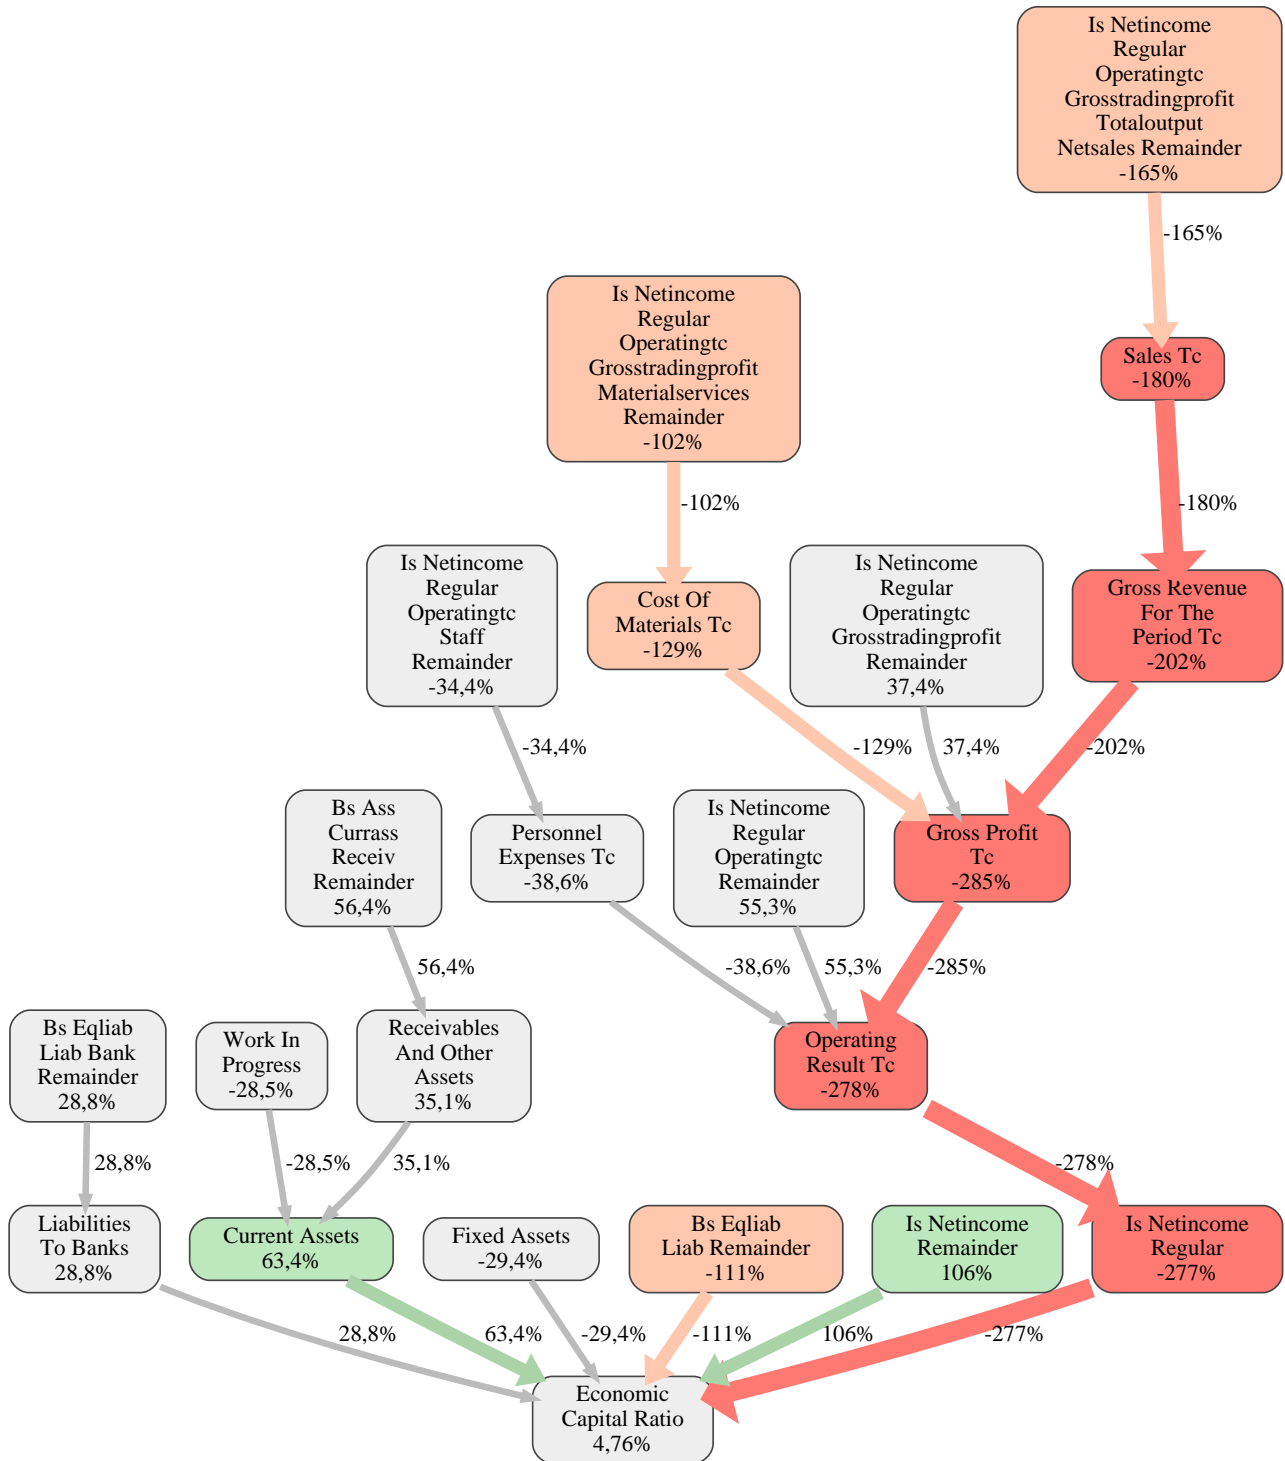 Is Netincome
Regular
Operatingtc
Grosstradingprofit
Totaloutput
Netsales Remainder
-165%
-165%
Is Netincome
Regular
Operatingtc
Grosstradingprofit
Materialservices
Remainder
-102%
Sales Tc
-180%
-102%
-180%
Is Netincome
Regular
Operatingtc
Staff
Remainder
-34,4%
Cost Of
Materials Tc
-129%
Is Netincome
Regular
Operatingtc
Grosstradingprofit
Remainder
37,4%
Gross Revenue
For The
Period Tc
-202%
-34,4%
-129%
37,4%
-202%
Bs Ass
Currass
Receiv
Remainder
56,4%
Personnel
Expenses Tc
-38,6%
Is Netincome
Regular
Operatingtc
Remainder
55,3%
Gross Profit
Tc
-285%
56,4%
-38,6%
55,3%
-285%
Bs Eqliab
Liab Bank
Remainder
28,8%
Work In
Progress
-28,5%
Receivables
And Other
Assets
35,1%
Operating
Result Tc
-278%
28,8%
-28,5%
35,1%
-278%
Liabilities
To Banks
28,8%
Current Assets
63,4%
Fixed Assets
-29,4%
Bs Eqliab
Liab Remainder
-111%
Is Netincome
Remainder
106%
Is Netincome
Regular
-277%
28,8%
63,4%
-29,4%
-111%
106%
-277%
Economic
Capital Ratio
4,76%